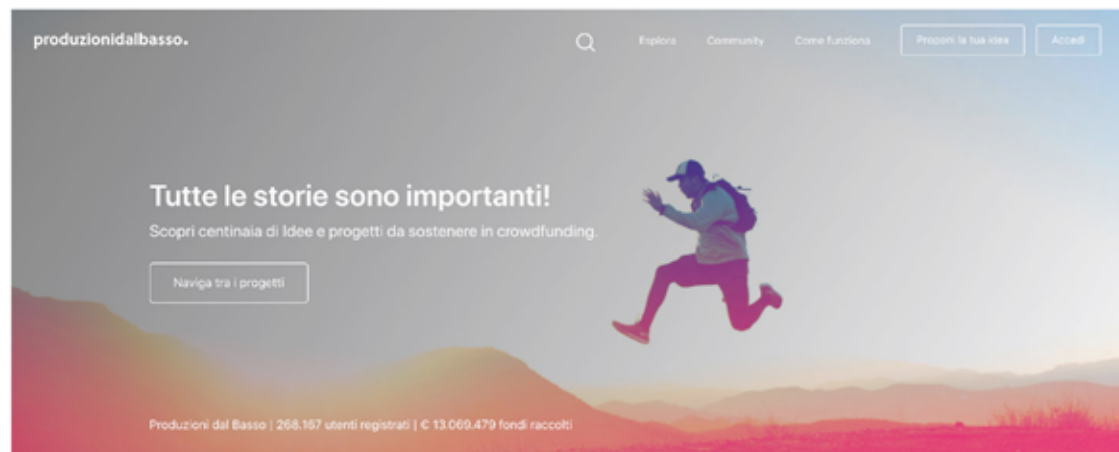 produzionidalbasso.
Esplora Community Come funziona Proponi la tua idea Accedi
Tutte le storie sono importanti!
Scopri centinaia di Idee e progetti da sostenere in crowdfunding.
Naviga tra i progetti
Produzioni dal Basso | 268.167 utenti registrati | € 13.069.479 fondi raccolti